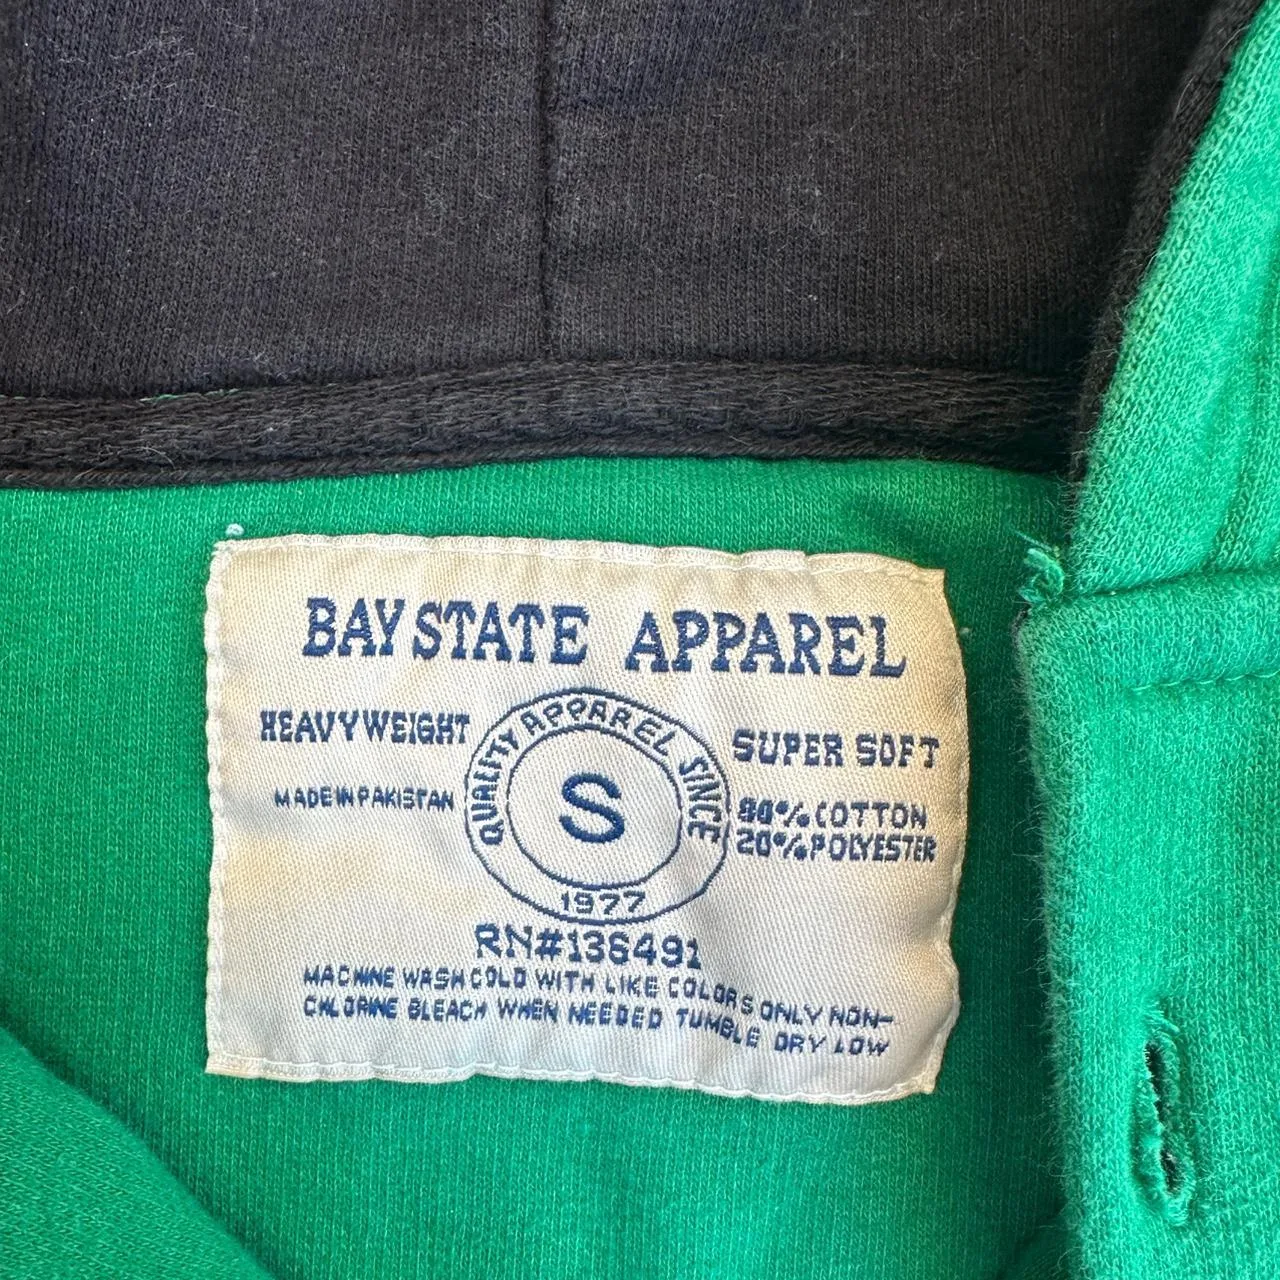 BAY STATE APPAREL
HEAVYWEIGHT
SUPER SOFT
QUALITY APPAREL SINCE
S
1977
MADE IN PAKISTAN
80% COTTON
20% POLYESTER
RN#136491
MACHINE WASH COLD WITH LIKE COLORS ONLY NON-
CHLORINE BLEACH WHEN NEEDED TUMBLE DRY LOW